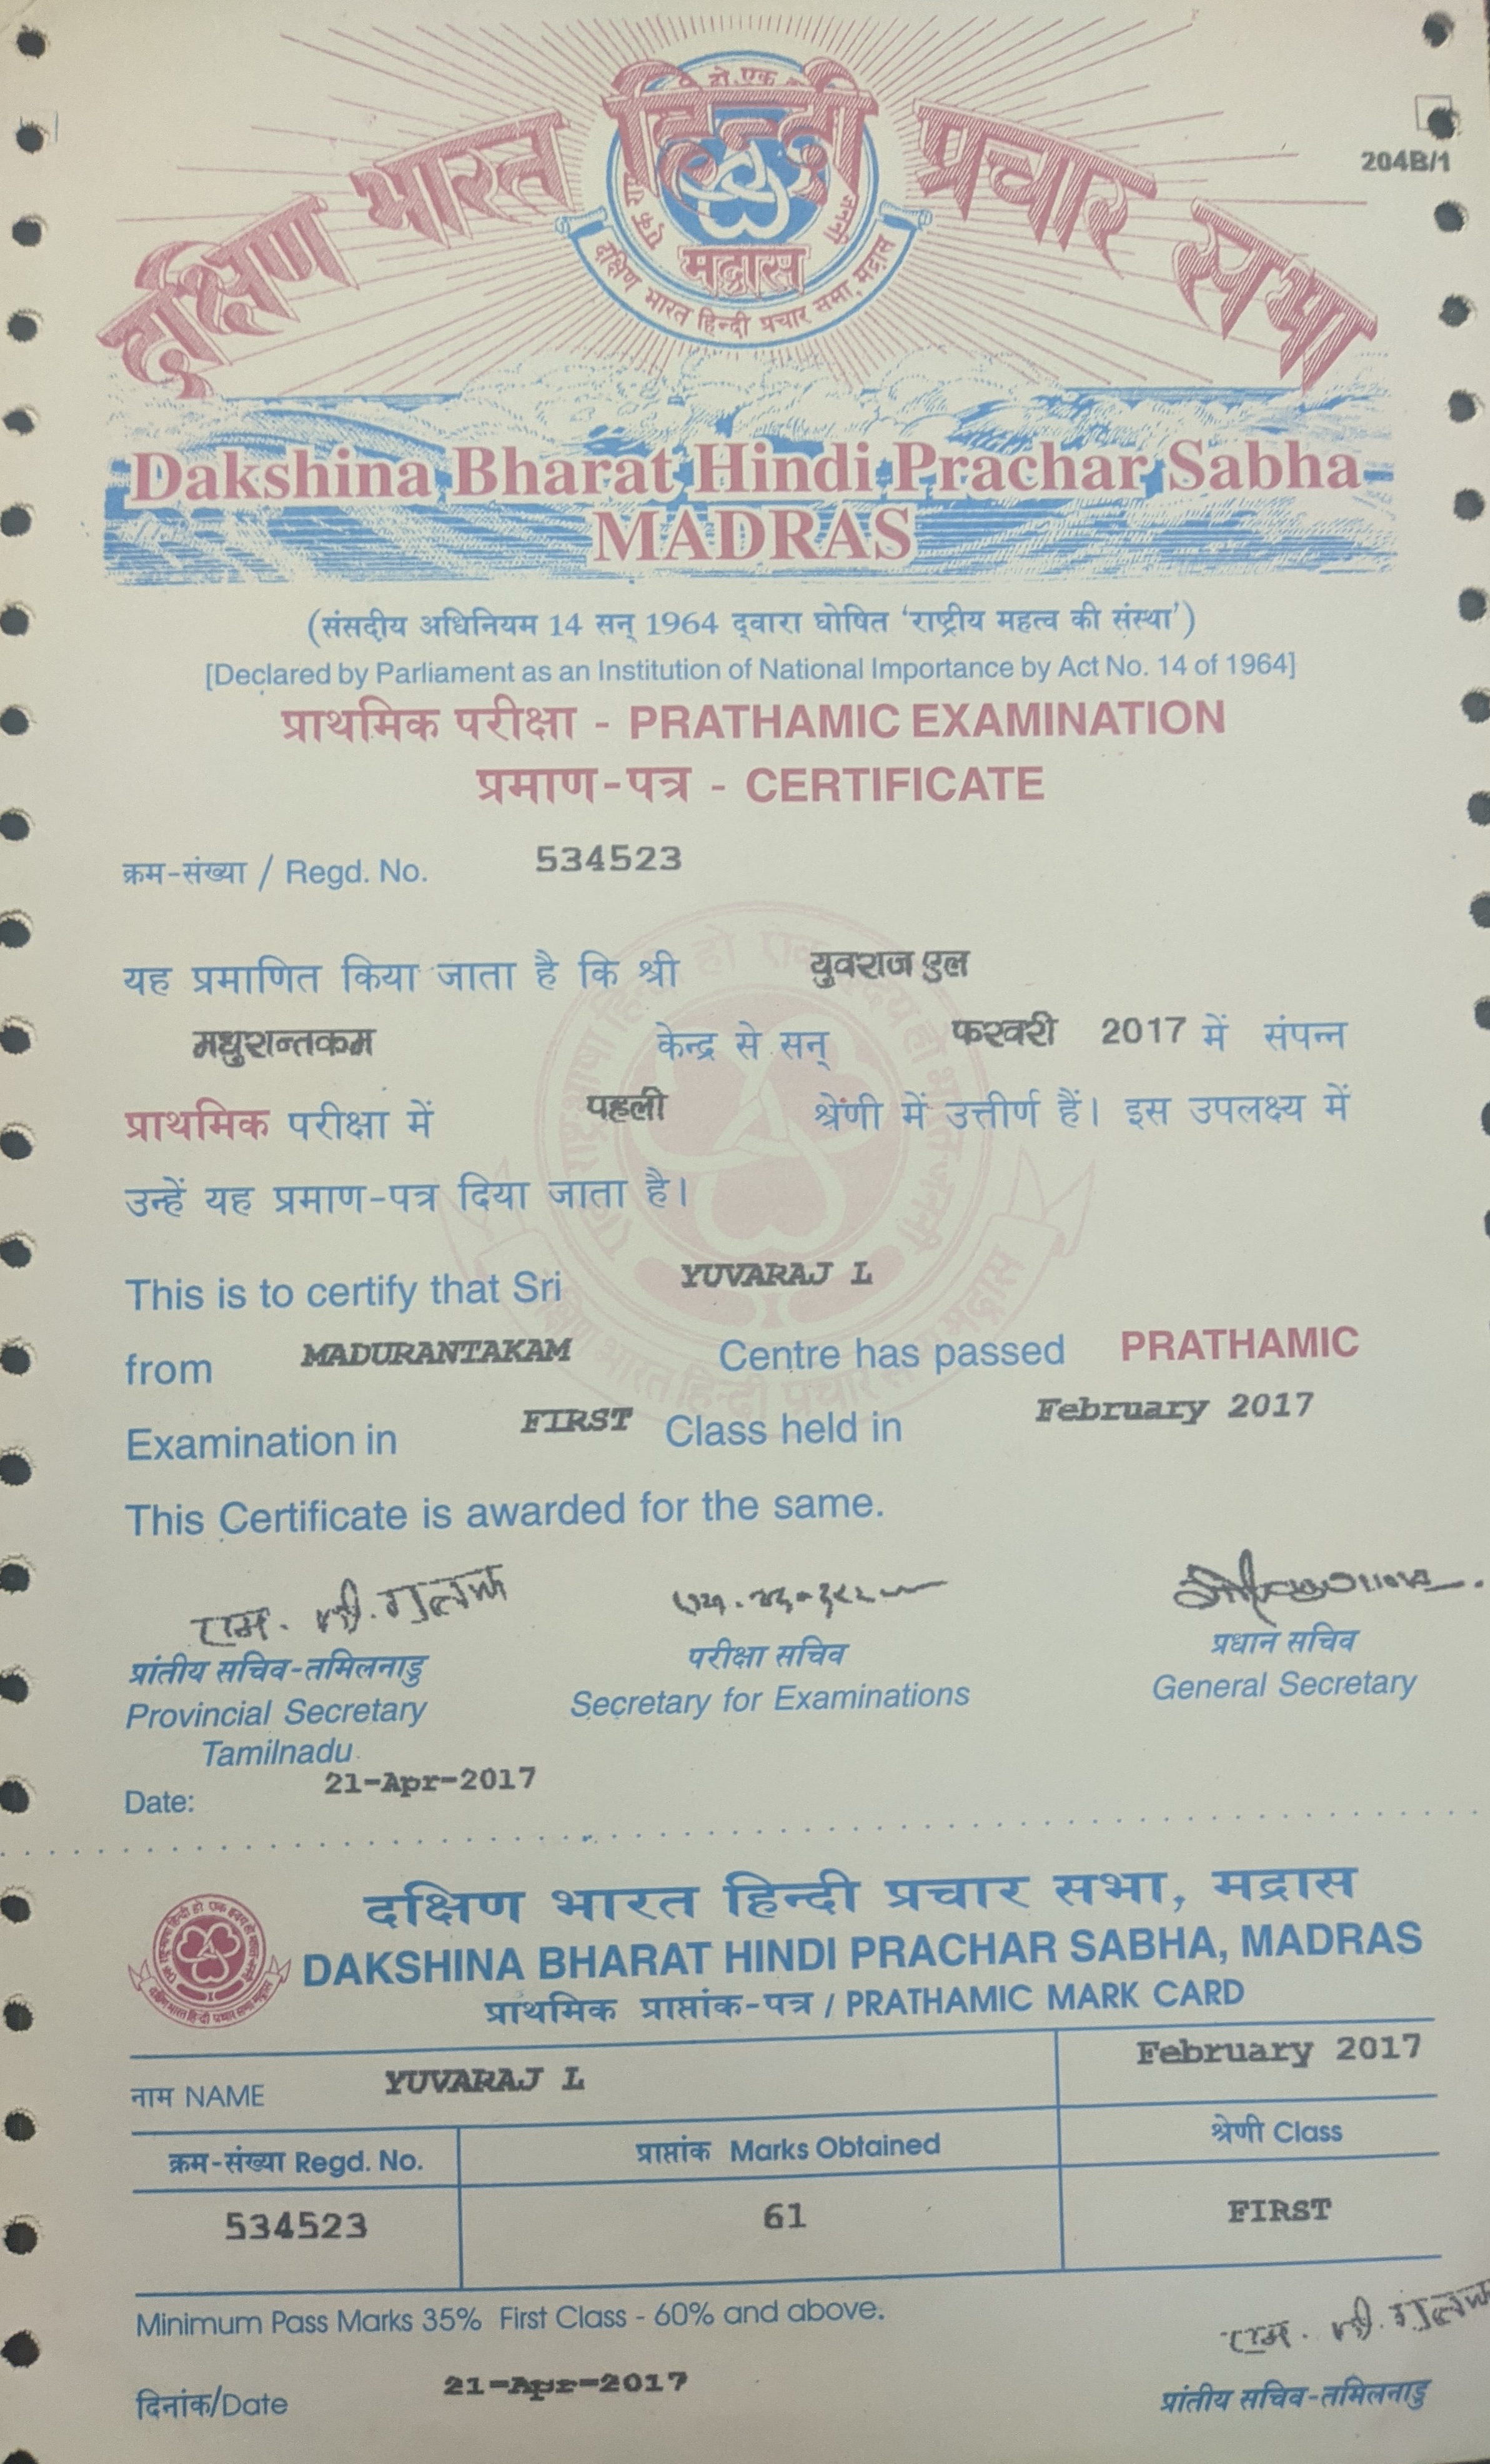 204B/1
दक्षिण भारत हिन्दी प्रचार सभा
मद्रास
दक्षिण भारत हिन्दी प्रचार सभा, मद्रास
Dakshina Bharat Hindi Prachar Sabha
MADRAS
(संसदीय अधिनियम 14 सन् 1964 द्वारा घोषित 'राष्ट्रीय महत्व की संस्था')
[Declared by Parliament as an Institution of National Importance by Act No. 14 of 1964]
प्राथमिक परीक्षा - PRATHAMIC EXAMINATION
प्रमाण-पत्र - CERTIFICATE
क्रम-संख्या / Regd. No. 534523
यह प्रमाणित किया जाता है कि श्री युवराज एल
मधुरान्तकम केन्द्र से सन् फरवरी 2017 में संपन्न
प्राथमिक परीक्षा में पहली श्रेणी में उत्तीर्ण हैं। इस उपलक्ष्य में
उन्हें यह प्रमाण-पत्र दिया जाता है।
This is to certify that Sri YUVARAJ L
from MADURANTAKAM Centre has passed PRATHAMIC
Examination in FIRST Class held in February 2017
This Certificate is awarded for the same.
प्रांतीय सचिव-तमिलनाडु परीक्षा सचिव प्रधान सचिव
Provincial Secretary Secretary for Examinations General Secretary
Tamilnadu
Date: 21-Apr-2017
दक्षिण भारत हिन्दी प्रचार सभा, मद्रास
DAKSHINA BHARAT HINDI PRACHAR SABHA, MADRAS
प्राथमिक प्राप्तांक-पत्र / PRATHAMIC MARK CARD
नाम NAME YUVARAJ L February 2017
क्रम-संख्या Regd. No. प्राप्तांक Marks Obtained श्रेणी Class
534523 61 FIRST
Minimum Pass Marks 35% First Class - 60% and above.
दिनांक/Date 21-Apr-2017
प्रांतीय सचिव-तमिलनाडु